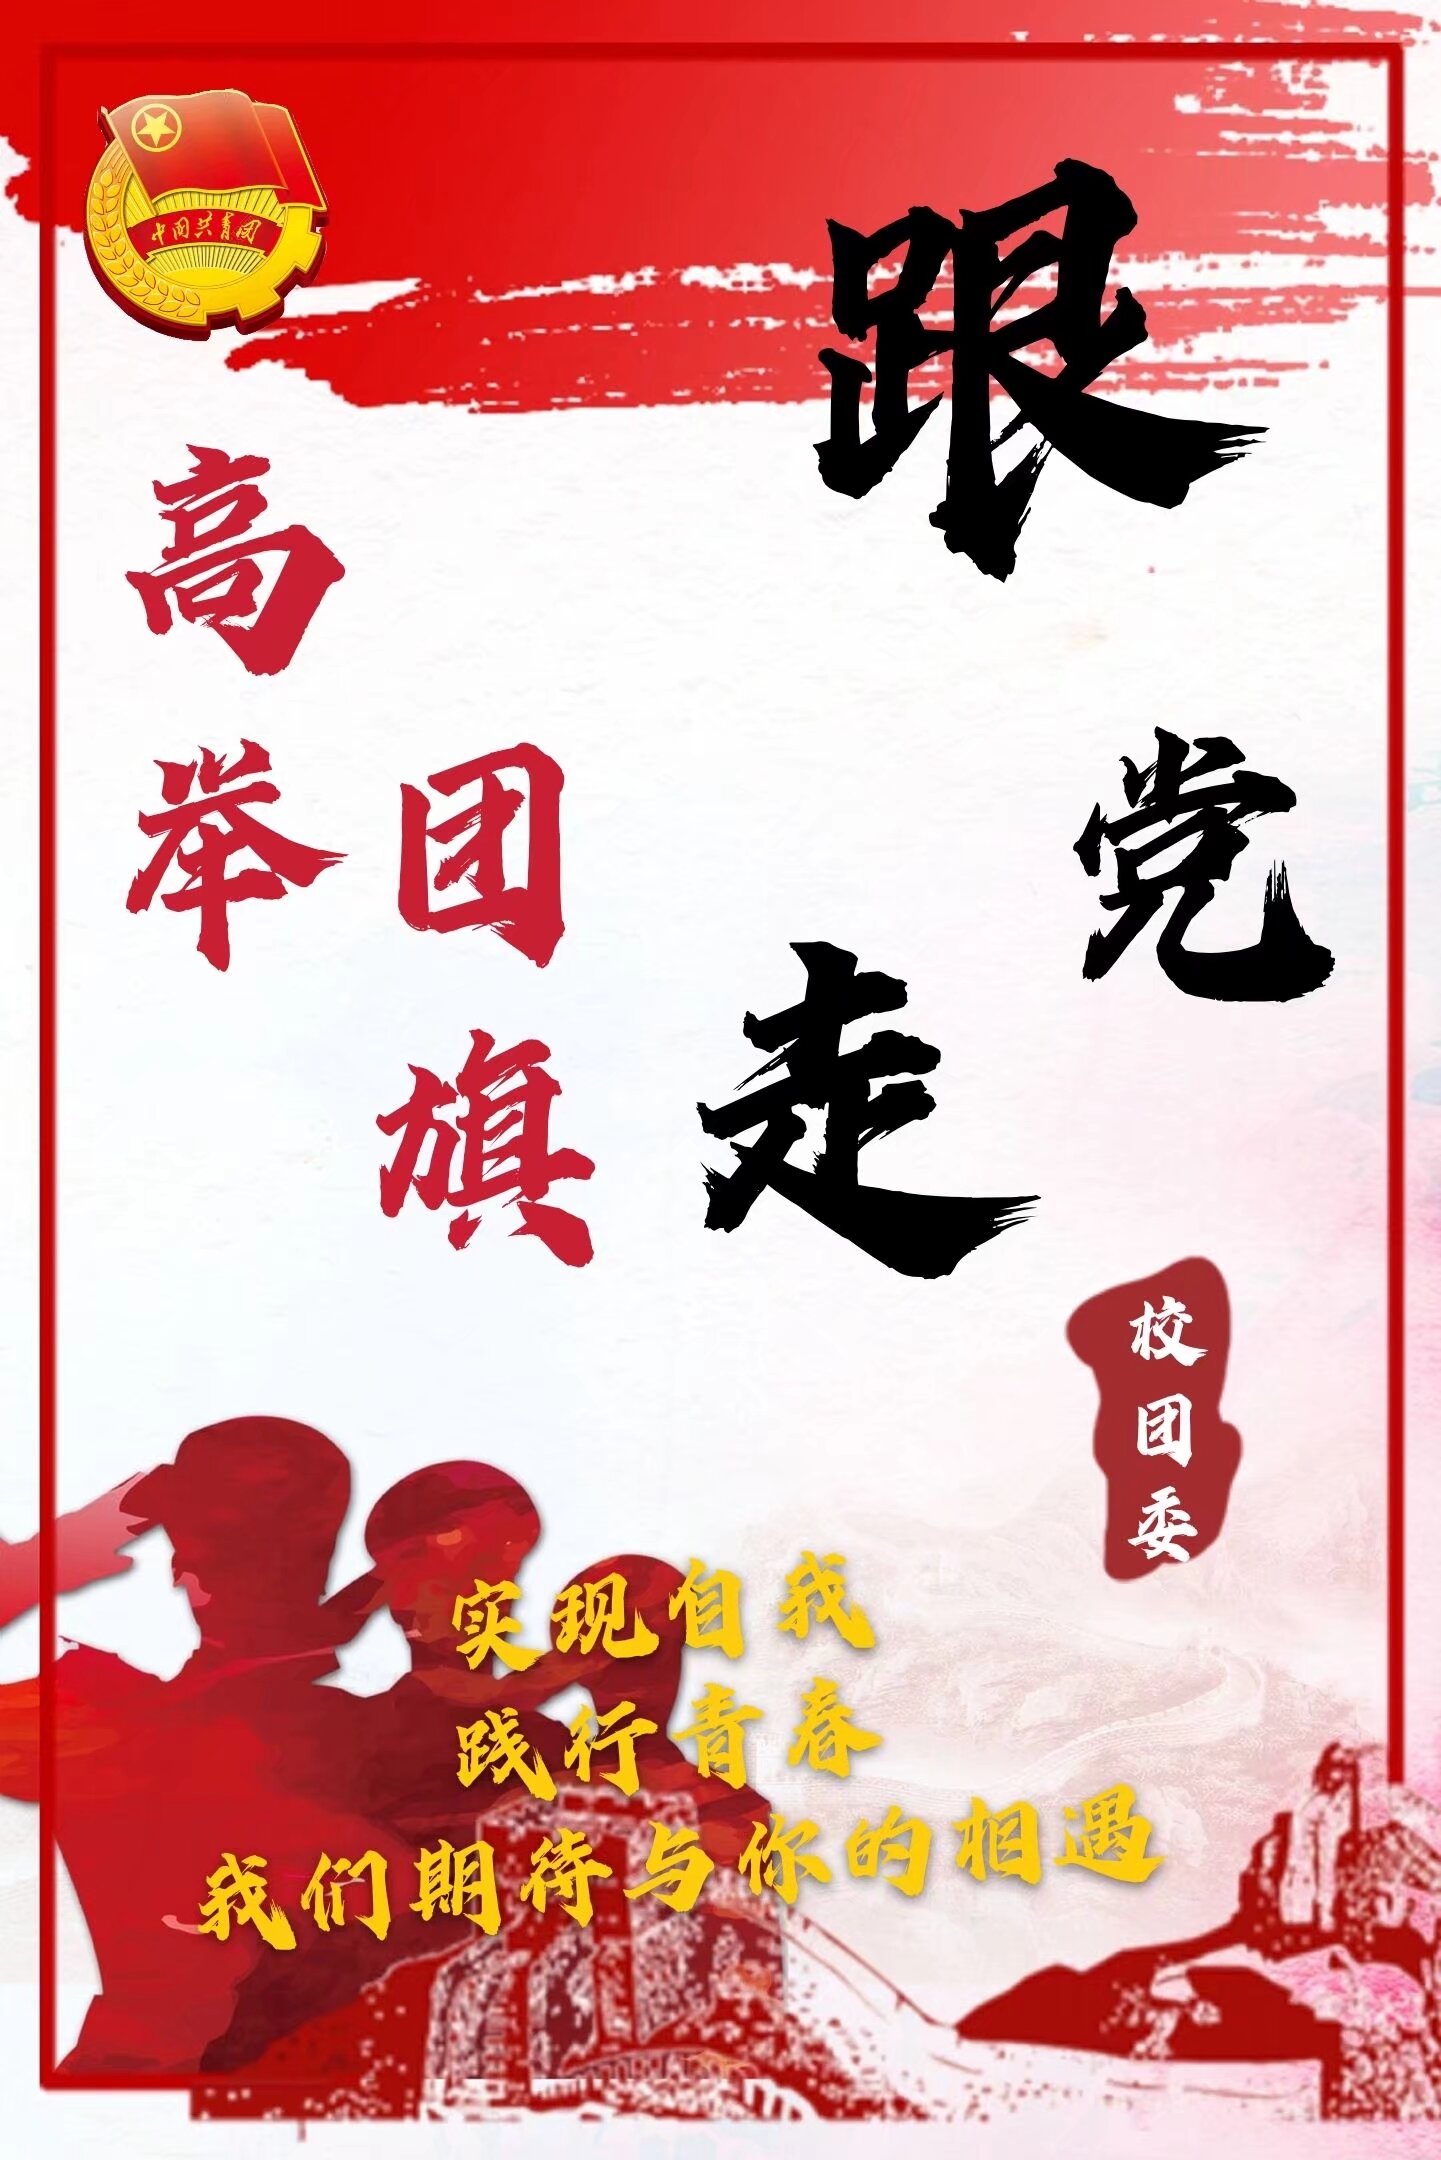 中国共青团
高举
团旗
跟
党
走
校团委
实现自我
践行青春
我们期待与你的相遇